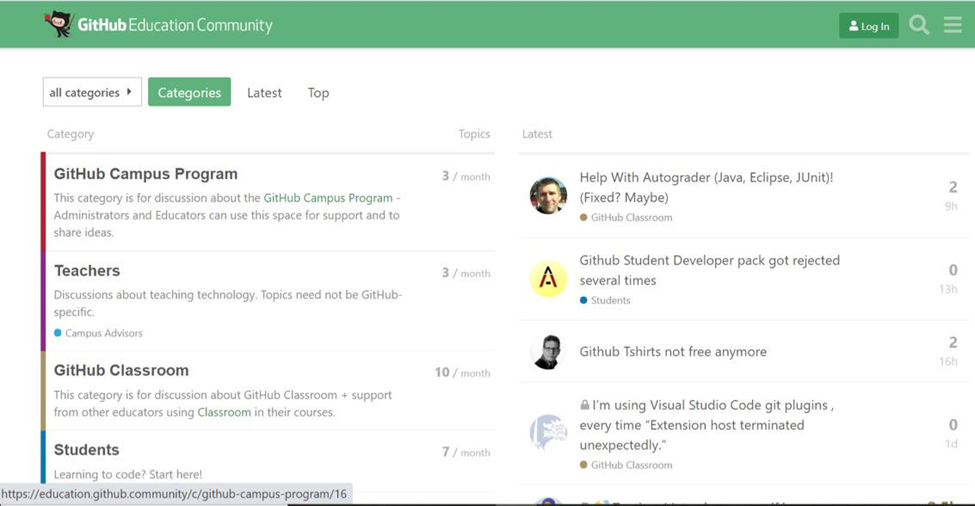 GitHub Education Community
Log In
all categories
Categories
Latest
Top
Category
Topics
GitHub Campus Program
3 / month
This category is for discussion about the GitHub Campus Program -
Administrators and Educators can use this space for support and to
share ideas.
Teachers
3 / month
Discussions about teaching technology. Topics need not be GitHub-
specific.
Campus Advisors
GitHub Classroom
10 / month
This category is for discussion about GitHub Classroom + support
from other educators using Classroom in their courses.
Students
7 / month
Learning to code? Start here!
https://education.github.community/c/github-campus-program/16
Latest
Help With Autograder (Java, Eclipse, JUnit)!
(Fixed? Maybe)
GitHub Classroom
2
9h
Github Student Developer pack got rejected
several times
Students
0
13h
Github Tshirts not free anymore
2
16h
I'm using Visual Studio Code git plugins ,
every time “Extension host terminated
unexpectedly.”
GitHub Classroom
0
1d